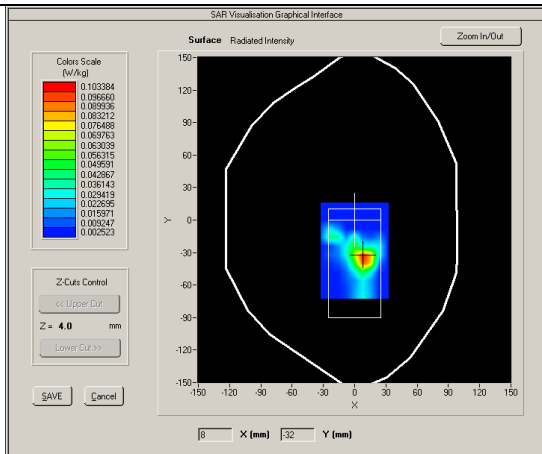 SAR Visualisation Graphical Interface
Surface Radiated Intensity
Zoom In/Out
Colors Scale
(W/kg)
0.103384
0.096660
0.089936
0.083212
0.076488
0.069763
0.063039
0.056315
0.049591
0.042867
0.036143
0.029419
0.022695
0.015971
0.009247
0.002523
Z-Cuts Control
<< Upper Cut
Z = 4.0 mm
Lower Cut >>
SAVE Cancel
150
120
90
60
30
0
-30
-60
-90
-120
-150
Y
-150 -120 -90 -60 -30 0 30 60 90 120 150
X
8 X (mm) -32 Y (mm)